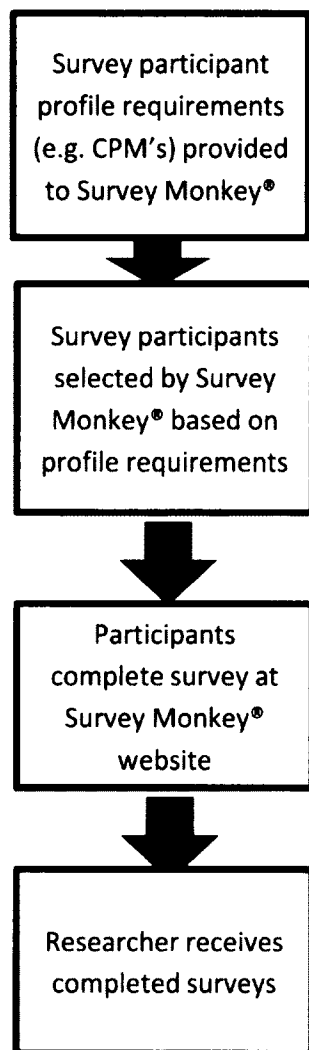 Survey participant
profile requirements
(e.g. CPM's) provided
to Survey Monkey®
Survey participants
selected by Survey
Monkey® based on
profile requirements
Participants
complete survey at
Survey Monkey®
website
Researcher receives
completed surveys